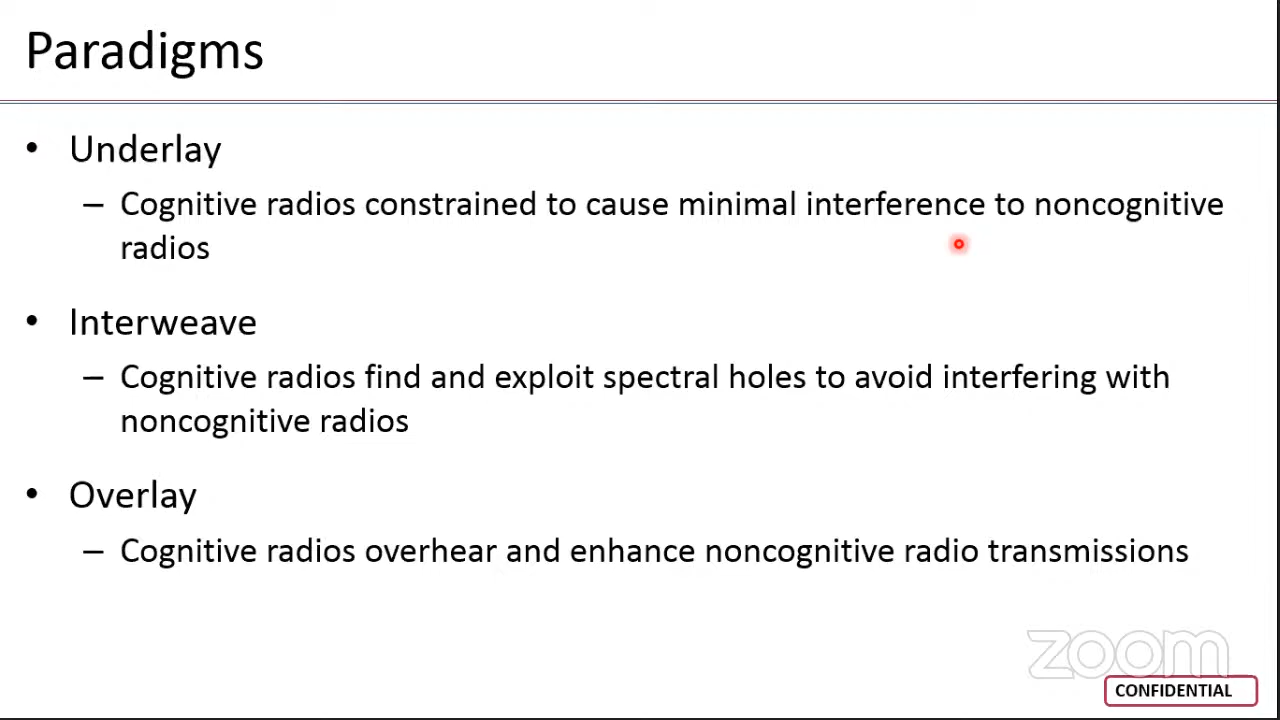 Paradigms
• Underlay
– Cognitive radios constrained to cause minimal interference to noncognitive
radios
• Interweave
– Cognitive radios find and exploit spectral holes to avoid interfering with
noncognitive radios
• Overlay
– Cognitive radios overhear and enhance noncognitive radio transmissions
zoom
CONFIDENTIAL